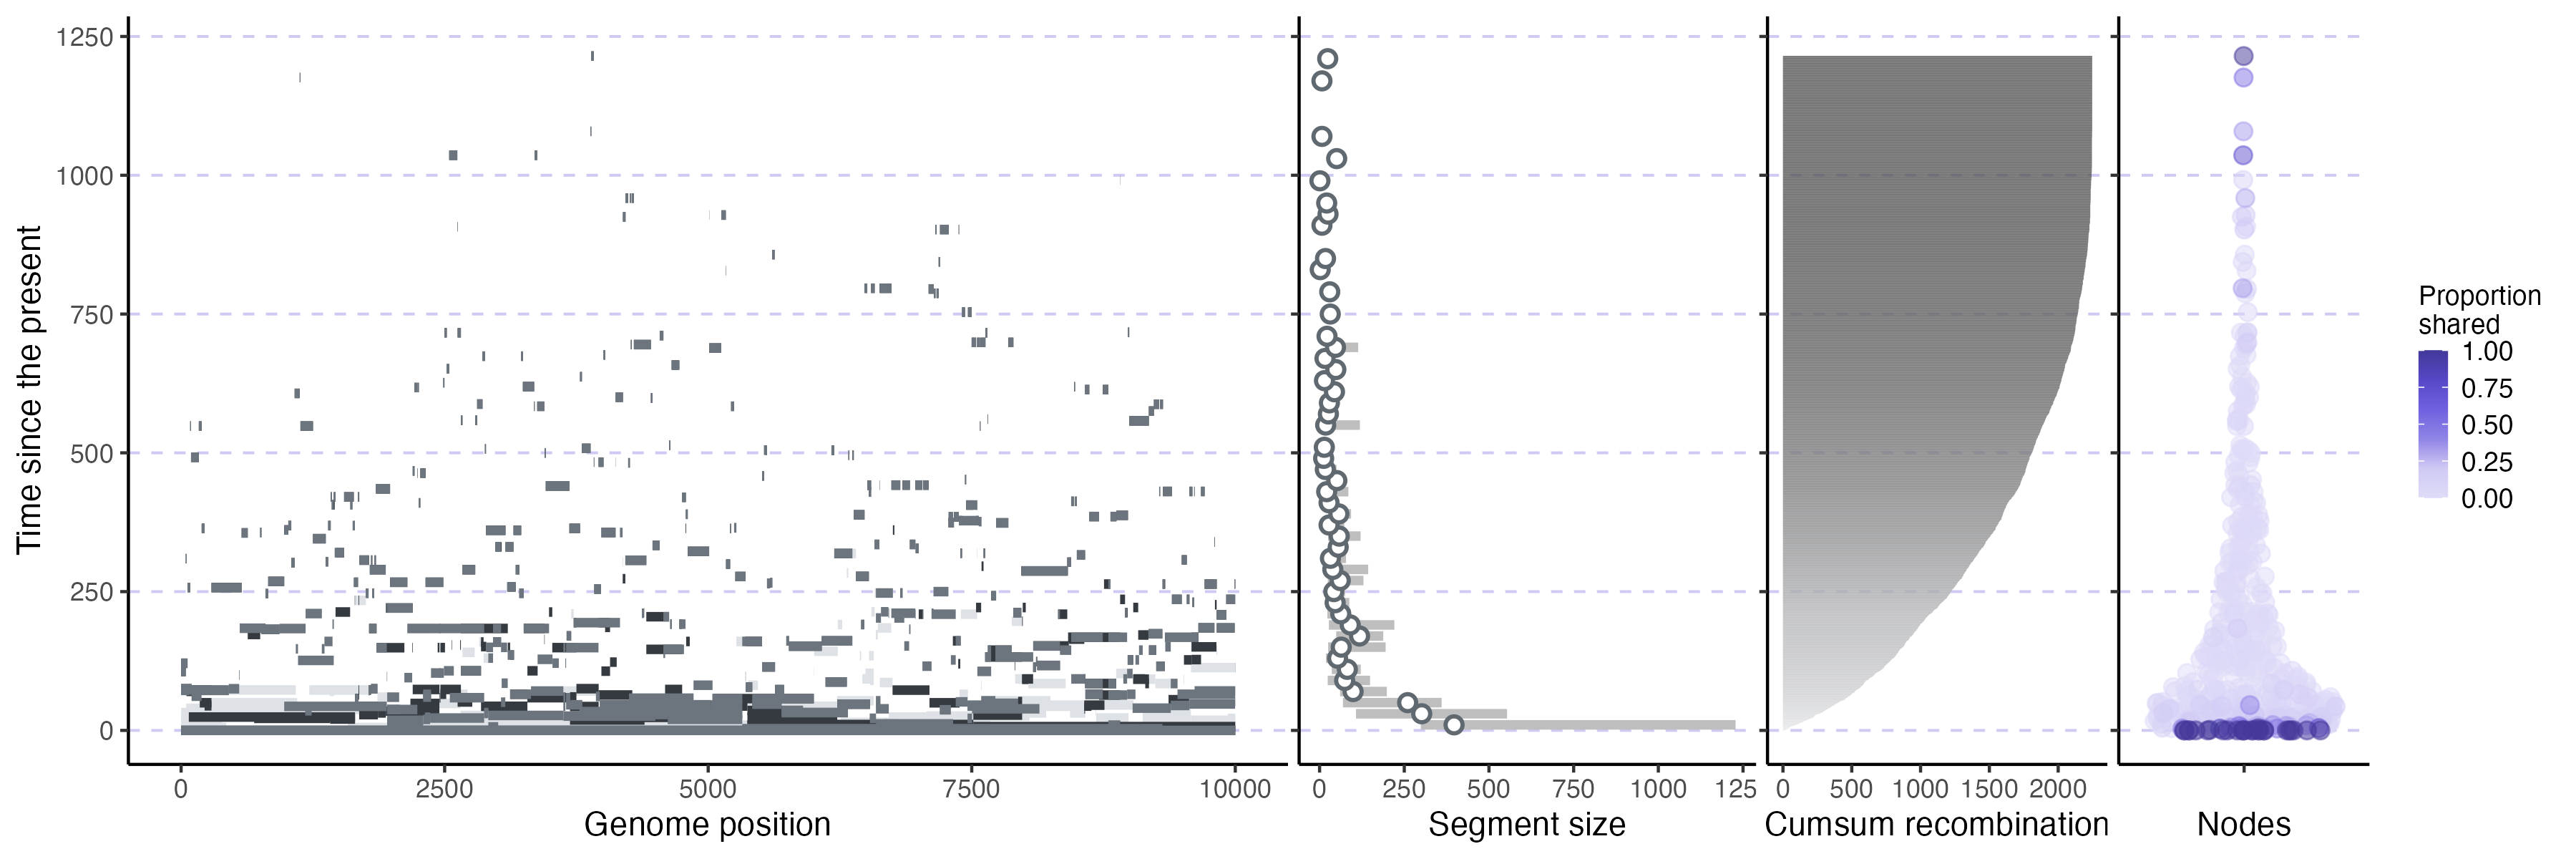 Time since the present
1250
1000
750
500
250
0
0 2500 5000 7500 10000
Genome position
0 250 500 750 1000 125
Segment size
0 500 1000 1500 2000
Cumsum recombination
Nodes
Proportion
shared
1.00
0.75
0.50
0.25
0.00